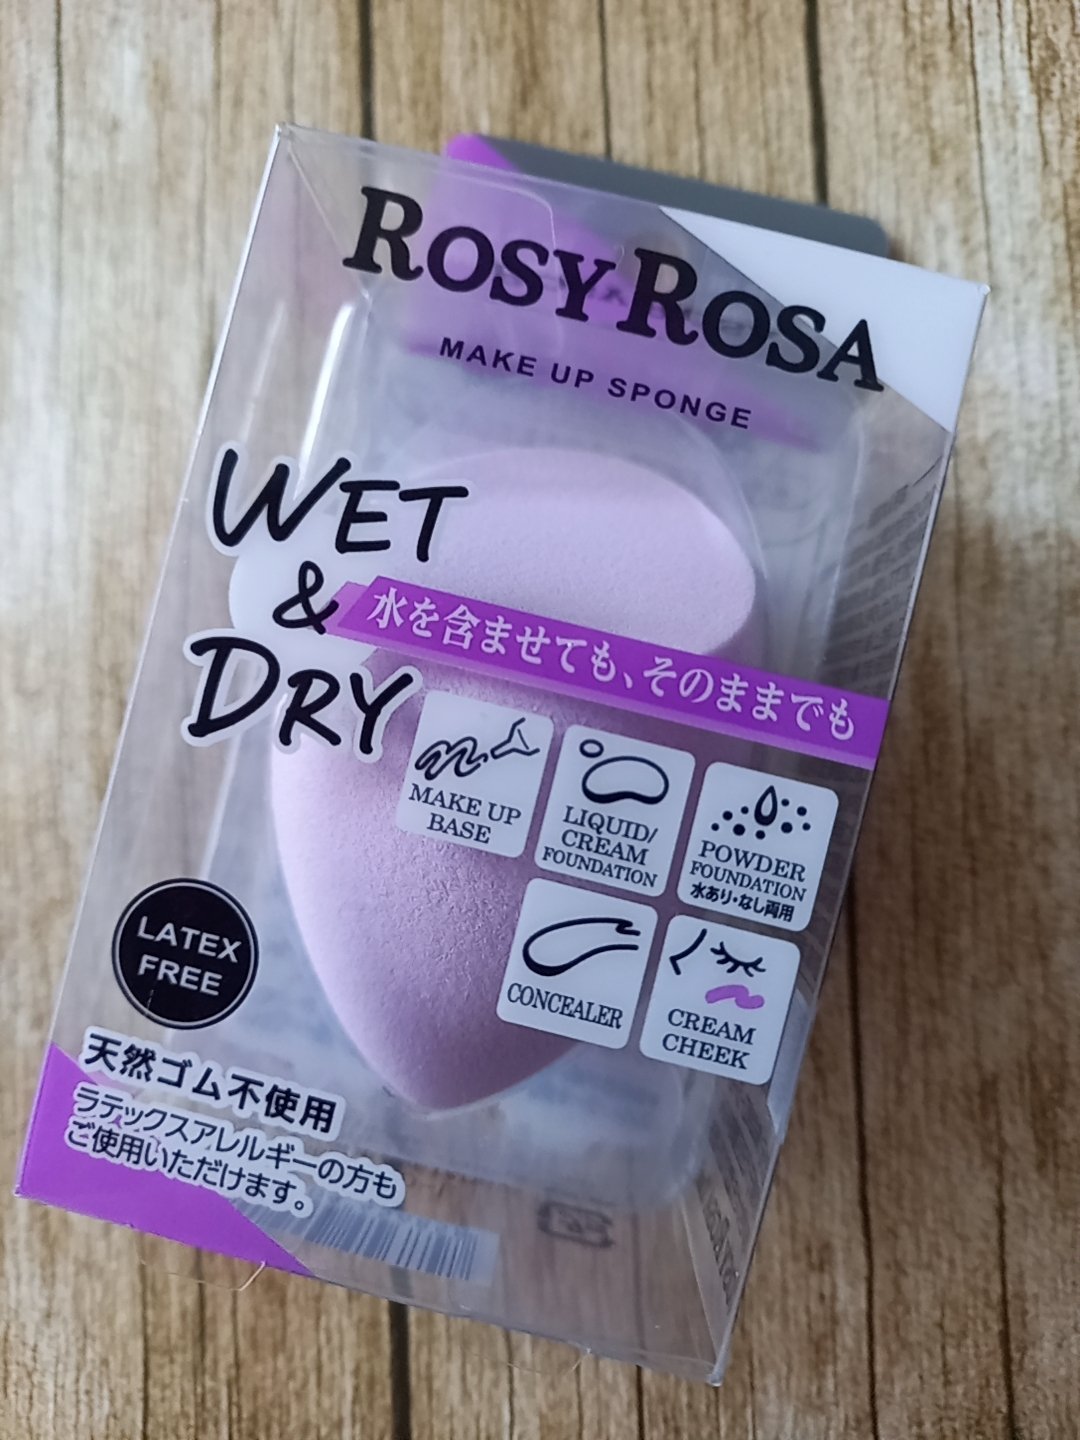 ROSY ROSA
MAKE UP SPONGE
WET
&
DRY
水を含ませても、そのままでも
MAKE UP
BASE
LIQUID/
CREAM
FOUNDATION
POWDER
FOUNDATION
水あり・なし両用
CONCEALER
CREAM
CHEEK
LATEX
FREE
天然ゴム不使用
ラテックスアレルギーの方も
ご使用いただけます。